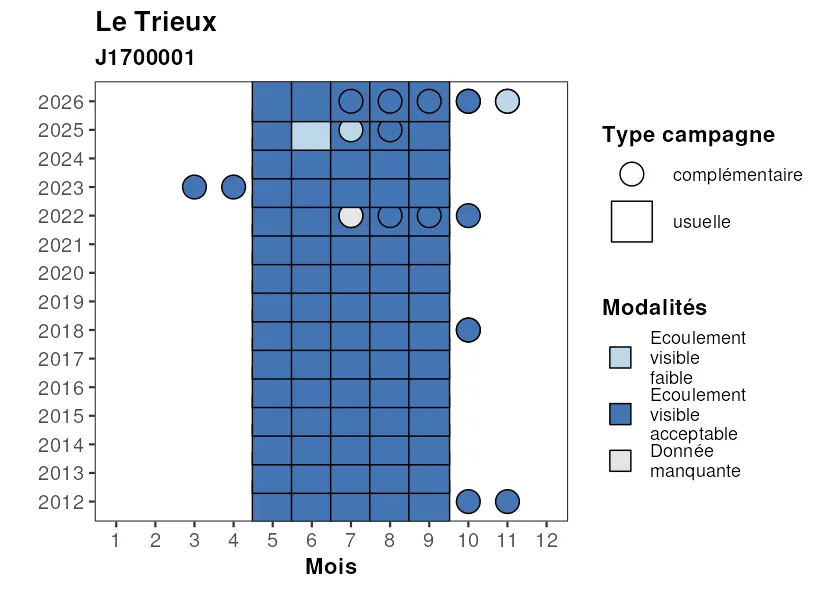 Le Trieux
J1700001
2026
2025
2024
2023
2022
2021
2020
2019
2018
2017
2016
2015
2014
2013
2012
1 2 3 4 5 6 7 8 9 10 11 12
Mois
Type campagne
complémentaire
usuelle
Modalités
Ecoulement
visible
faible
Ecoulement
visible
acceptable
Donnée
manquante